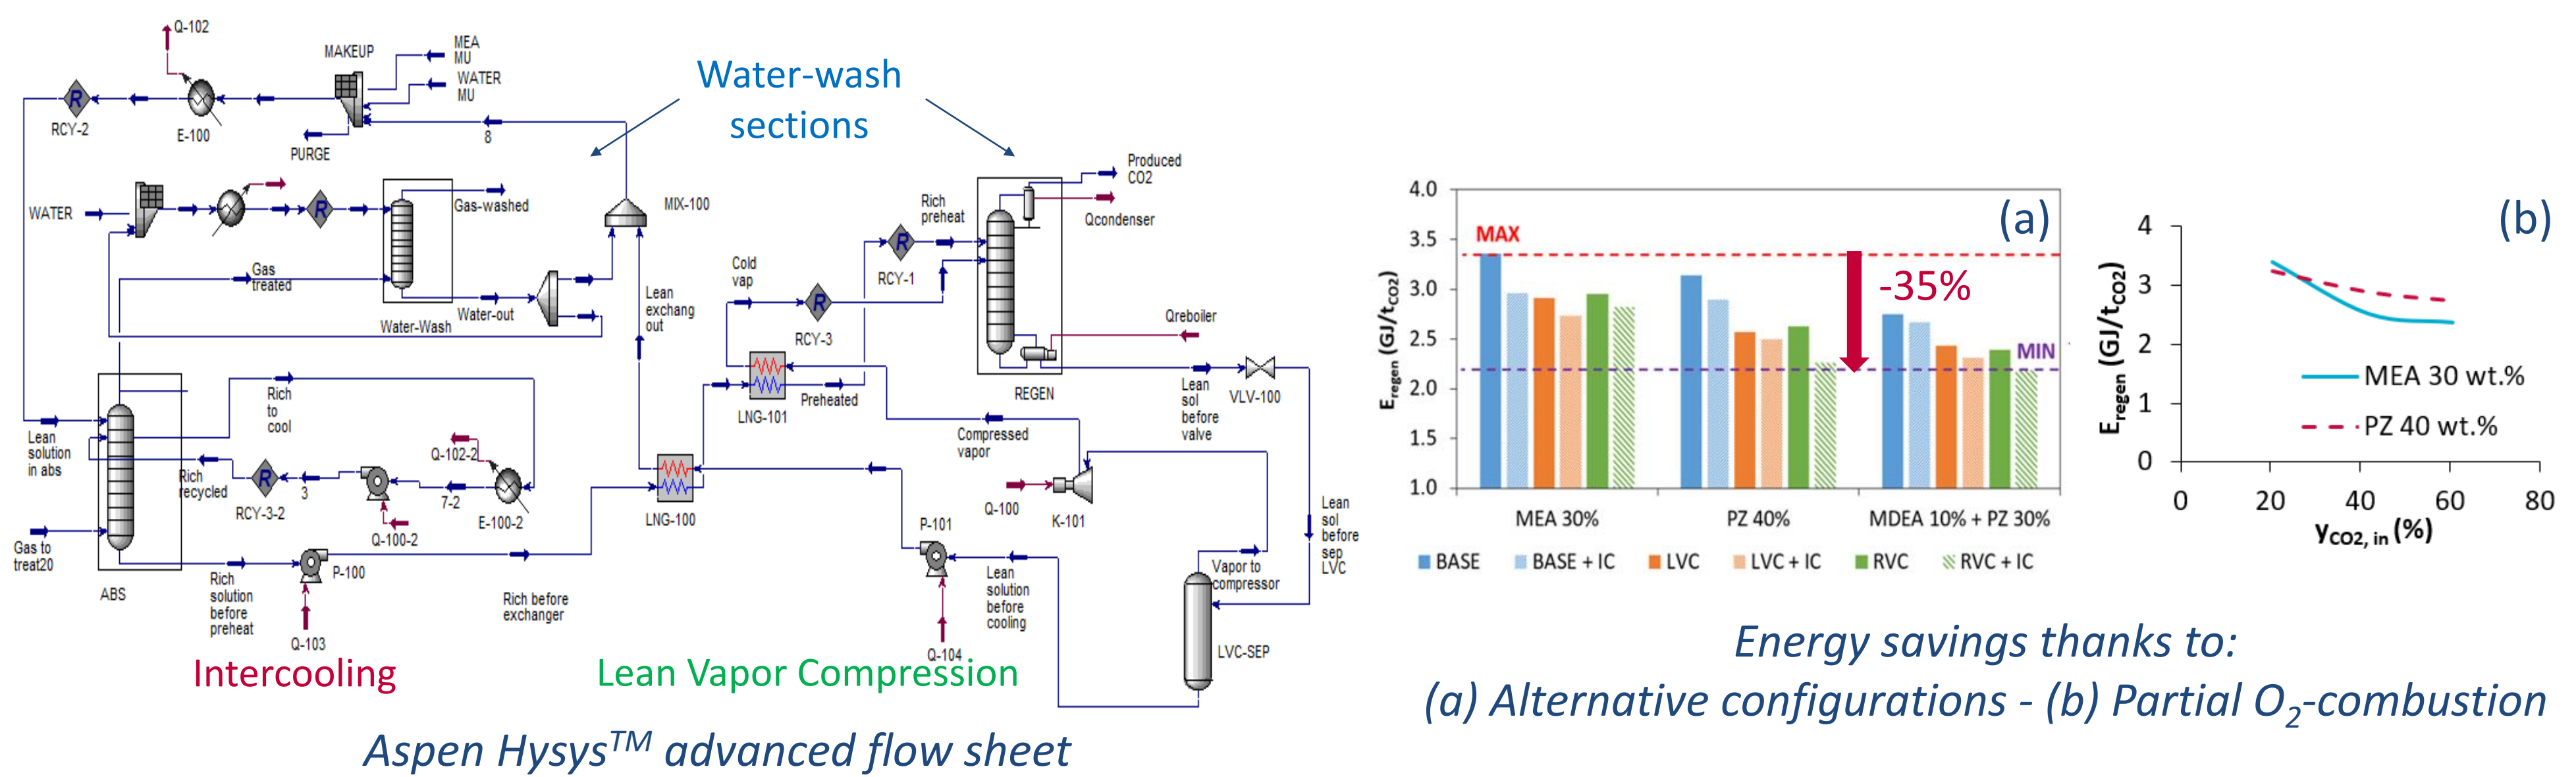 Q-102
MAKEUP
MEA
MU
WATER
MU
R
RCY-2
E-100
PURGE
8
Water-wash
sections
WATER
R
Gas-washed
MIX-100
Gas
treated
Water-out
Water-Wash
Lean
exchang
out
Cold
vap
R
RCY-3
R
RCY-1
Rich
preheat
Produced
CO2
Qcondenser
Qreboiler
REGEN
Lean
sol
before
valve
VLV-100
LNG-101
Preheated
Rich
to
cool
Lean
solution
in abs
Rich
recycled
R
RCY-3-2
3
Q-102-2
7-2
E-100-2
Q-100-2
Gas to
treat20
ABS
Rich
solution
before
preheat
P-100
Q-103
Rich before
exchanger
LNG-100
Compressed
vapor
Q-100
K-101
P-101
Q-104
Lean
solution
before
cooling
Vapor to
compressor
LVC-SEP
Lean
sol
before
sep
LVC
Intercooling
Lean Vapor Compression
Aspen Hysys™ advanced flow sheet
(a)
4.0
3.5
3.0
2.5
2.0
1.5
1.0
Eregen (GJ/tCO2)
MAX
-35%
MIN
MEA 30%
PZ 40%
MDEA 10% + PZ 30%
BASE
BASE + IC
LVC
LVC + IC
RVC
RVC + IC
(b)
4
3
2
1
0
Eregen (GJ/tCO2)
MEA 30 wt.%
PZ 40 wt.%
0
20
40
60
80
yCO2, in (%)
Energy savings thanks to:
(a) Alternative configurations - (b) Partial O2-combustion